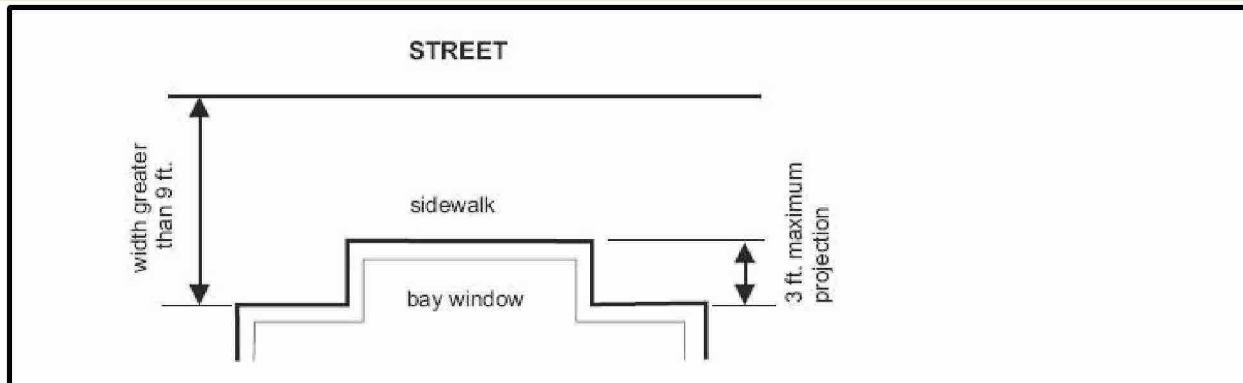 STREET
width greater
than 9 ft.
sidewalk
3 ft. maximum
projection
bay window